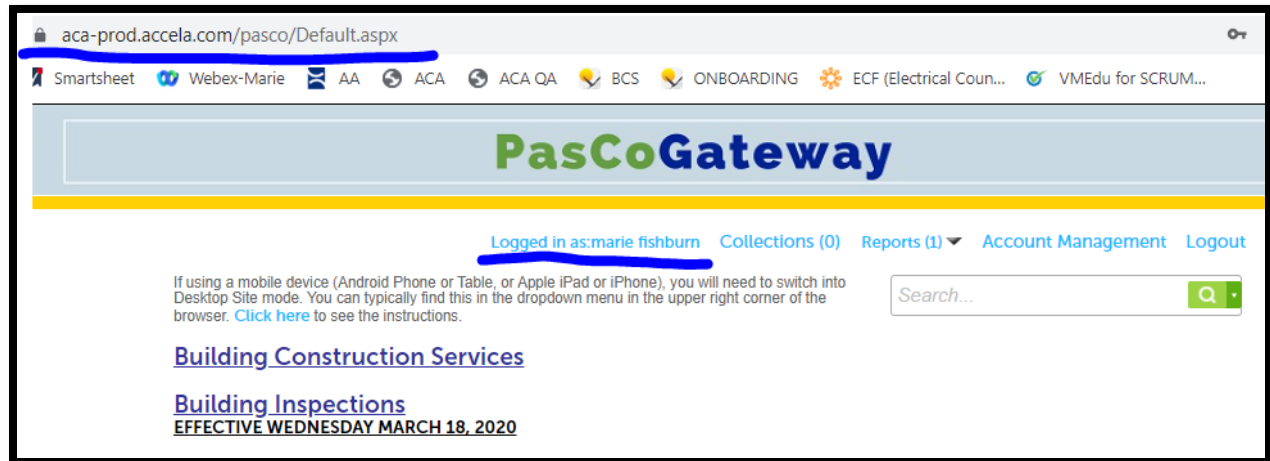 aca-prod.accela.com/pasco/Default.aspx
Smartsheet Webex-Marie AA ACA ACA QA BCS ONBOARDING ECF (Electrical Coun... VMEdu for SCRUM...
PasCoGateway
Logged in as:marie fishburn Collections (0) Reports (1) Account Management Logout
If using a mobile device (Android Phone or Table, or Apple iPad or iPhone), you will need to switch into
Desktop Site mode. You can typically find this in the dropdown menu in the upper right corner of the
browser. Click here to see the instructions.
Search...
Building Construction Services
Building Inspections
EFFECTIVE WEDNESDAY MARCH 18, 2020